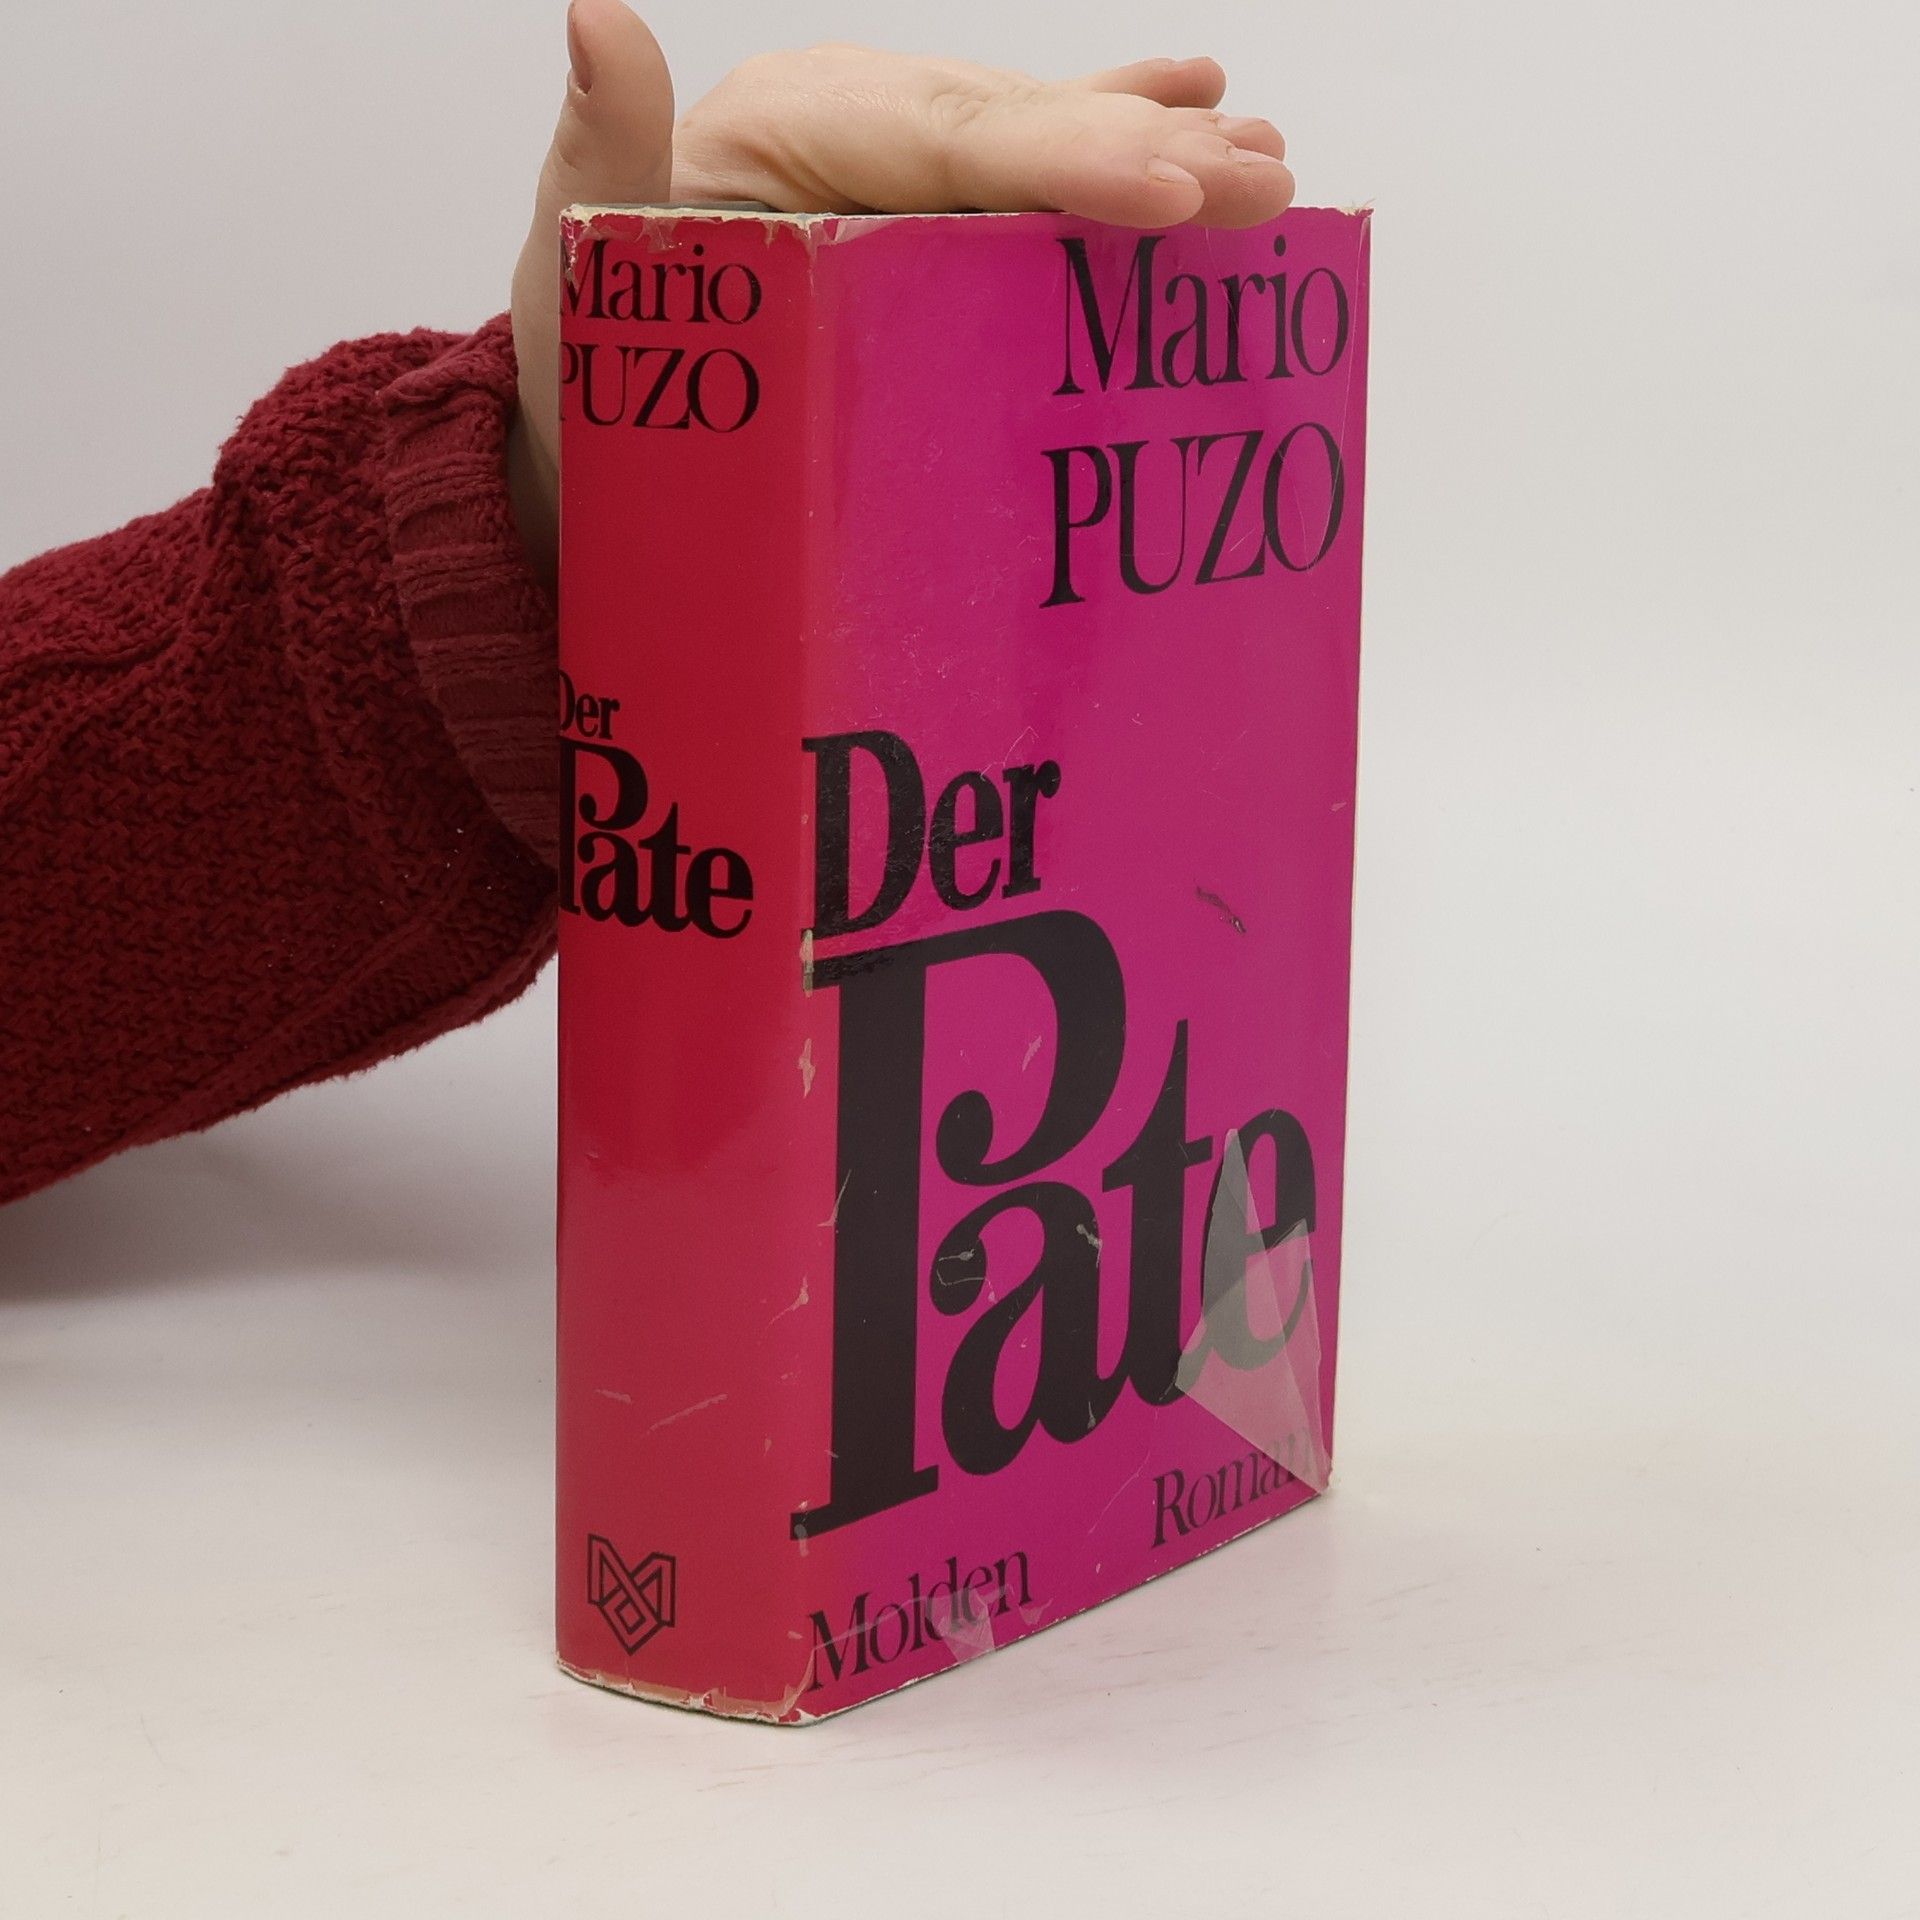 Mario
PUZO
Der
Pate
Mario
PUZO
Der
Pate
Roman
Molden